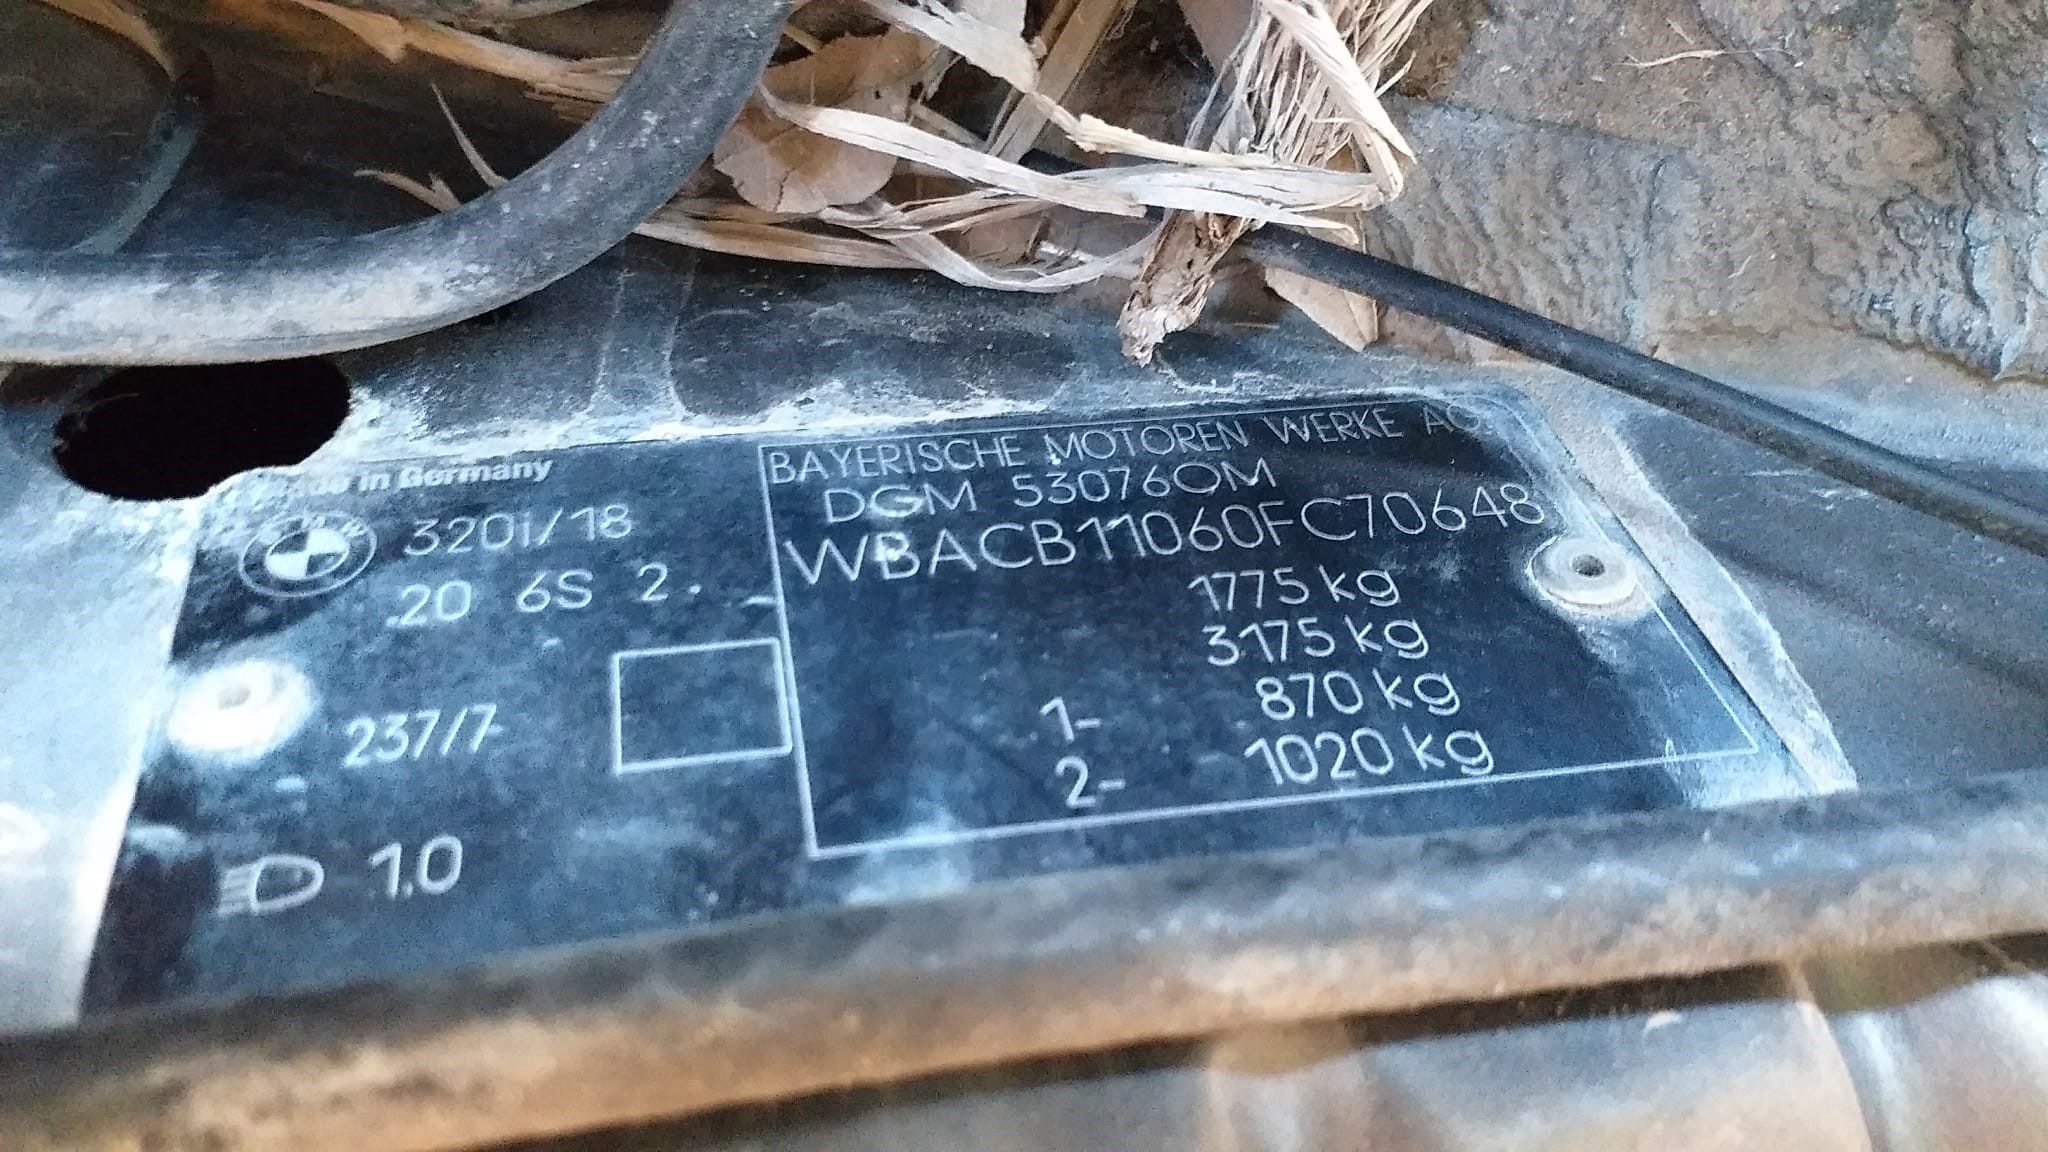 in Germany
320i/18
.20 6S 2.
237/7
1.0
BAYERISCHE MOTOREN WERKE AG
DGM 530760M
WBACB11060FC70648
1775 kg
3175 kg
1- 870 kg
2- 1020 kg